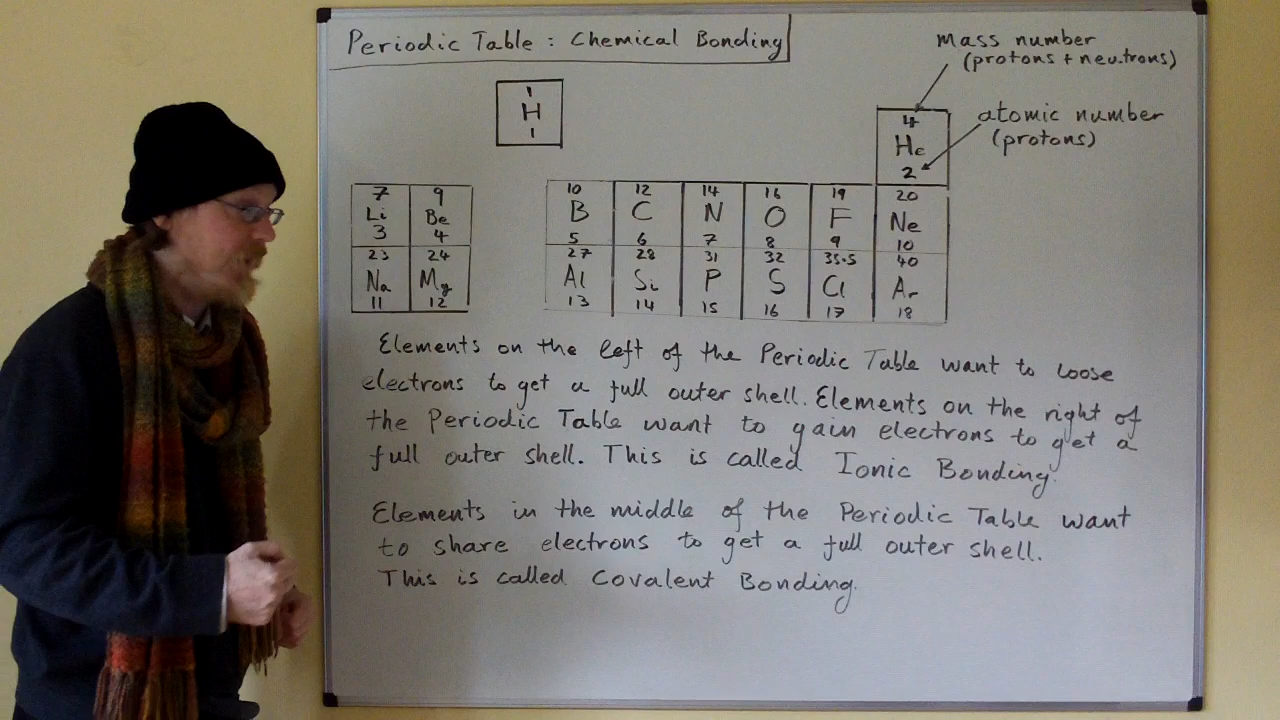 Periodic Table : Chemical Bonding
mass number
(protons + neutrons)
atomic number
(protons)
1
H
1
4
He
2
7 9 10 12 14 16 19 20
Li Be B C N O F Ne
3 4 5 6 7 8 9 10
23 24 27 28 31 32 35.5 40
Na Mg Al Si P S Cl Ar
11 12 13 14 15 16 17 18
Elements on the left of the Periodic Table want to loose
electrons to get a full outer shell. Elements on the right of
the Periodic Table want to gain electrons to get a
full outer shell. This is called Ionic Bonding.
Elements in the middle of the Periodic Table want
to share electrons to get a full outer shell.
This is called Covalent Bonding.